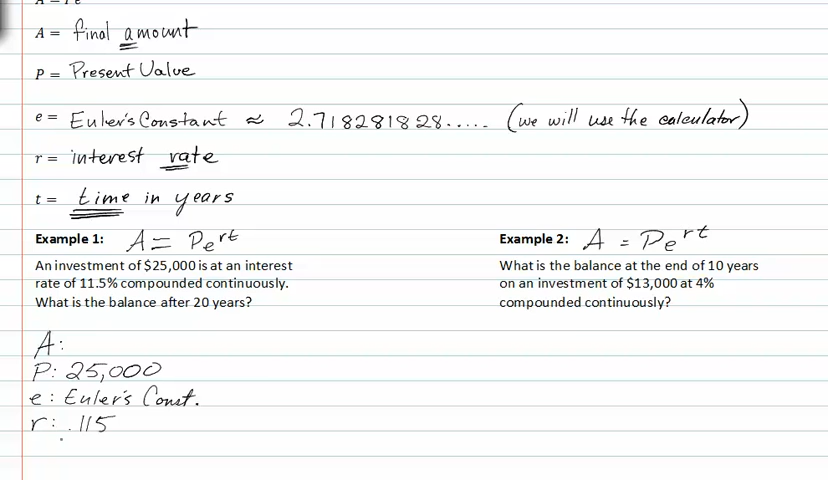 A = final amount
P = Present Value
e = Euler's Constant ≈ 2.718281828..... (we will use the calculator)
r = interest rate
t = time in years
Example 1: A = Pe^rt
An investment of $25,000 is at an interest
rate of 11.5% compounded continuously.
What is the balance after 20 years?
A:
P: 25,000
e: Euler's Const.
r: .115
Example 2: A = Pe^rt
What is the balance at the end of 10 years
on an investment of $13,000 at 4%
compounded continuously?